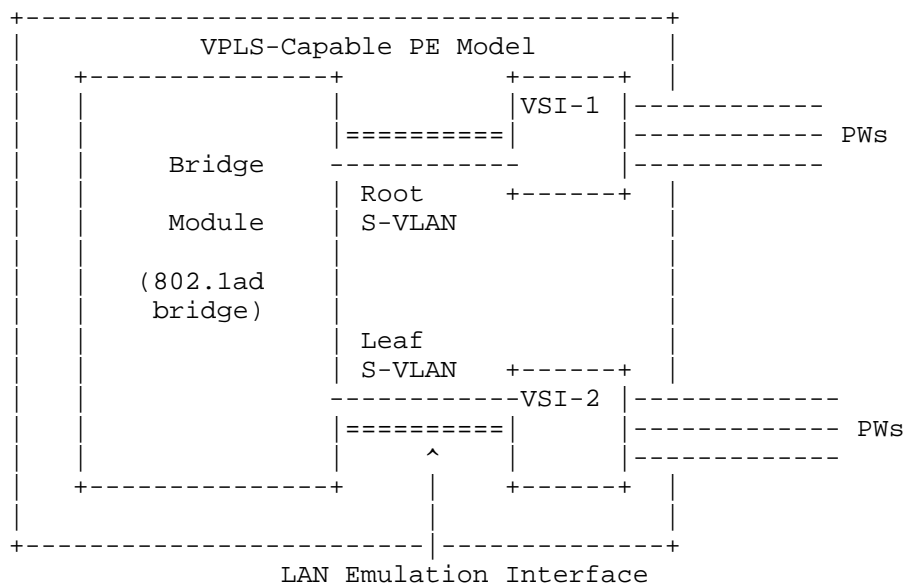 VPLS-Capable PE Model
VSI-1
PWs
Bridge
Root
Module S-VLAN
(802.1ad
bridge)
Leaf
S-VLAN
VSI-2
PWs
LAN Emulation Interface